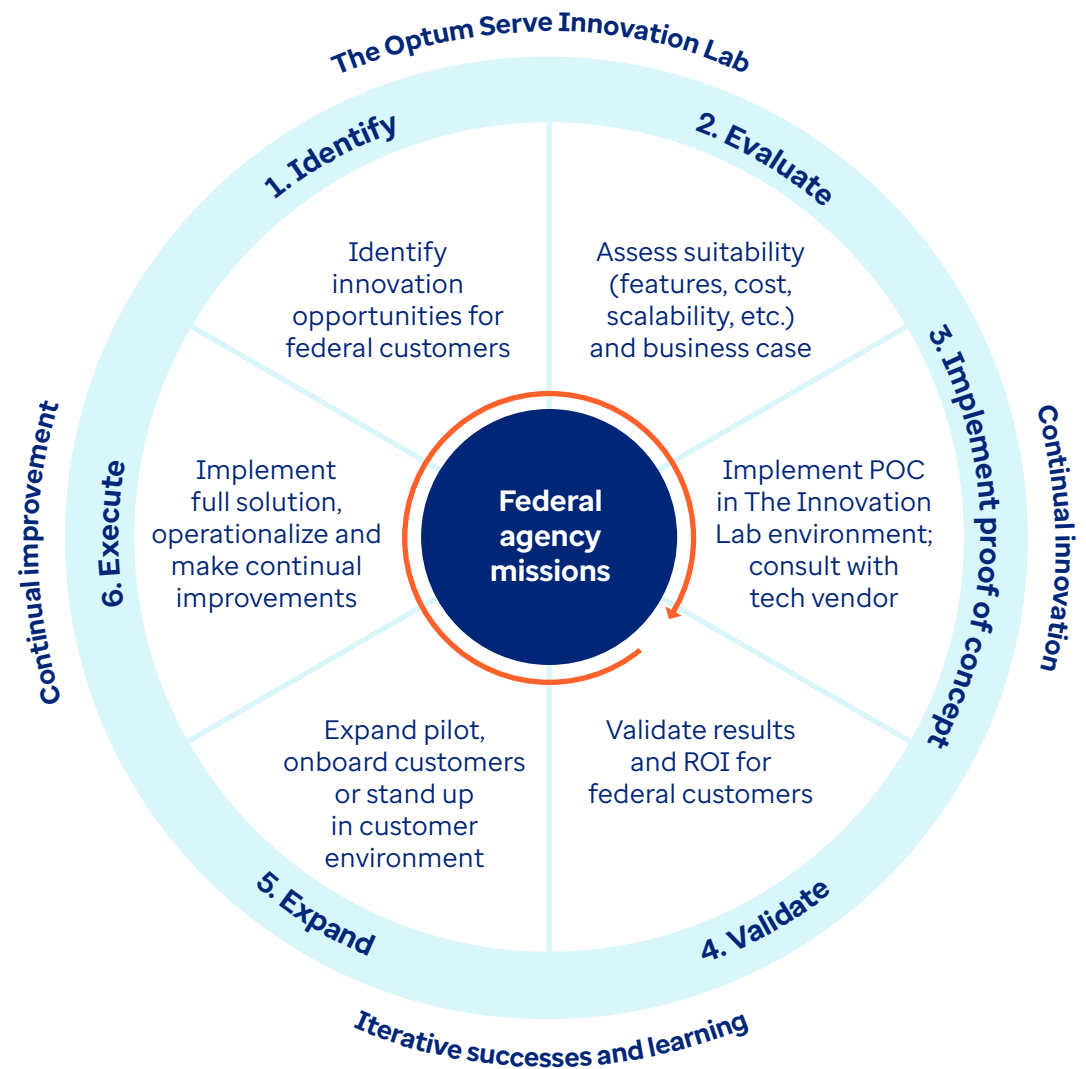 The Optum Serve Innovation Lab
1. Identify
Identify
innovation
opportunities for
federal customers
2. Evaluate
Assess suitability
(features, cost,
scalability, etc.)
and business case
3. Implement proof of concept
Implement POC
in The Innovation
Lab environment;
consult with
tech vendor
Continual innovation
4. Validate
Validate results
and ROI for
federal customers
Iterative successes and learning
5. Expand
Expand pilot,
onboard customers
or stand up
in customer
environment
6. Execute
Implement
full solution,
operationalize and
make continual
improvements
Continual improvement
Federal
agency
missions